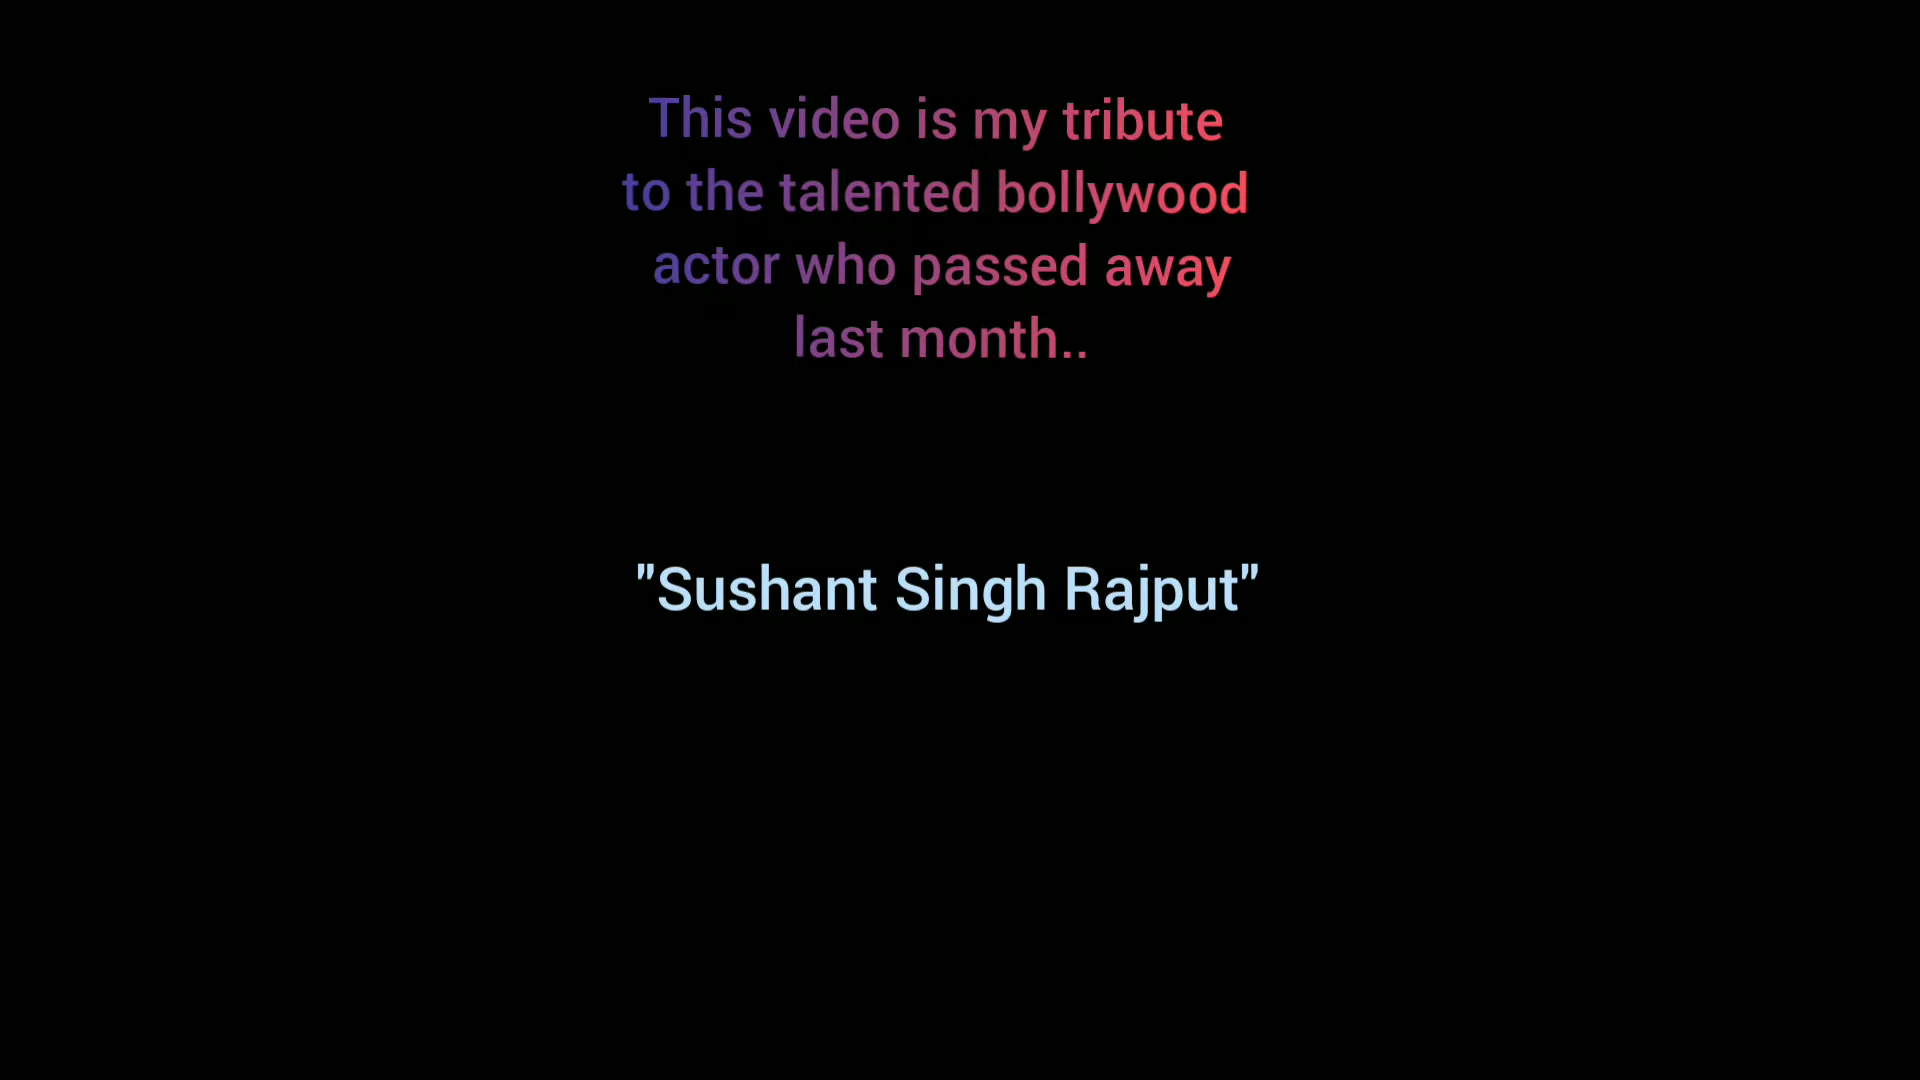 This video is my tribute
to the talented bollywood
actor who passed away
last month..
"Sushant Singh Rajput"